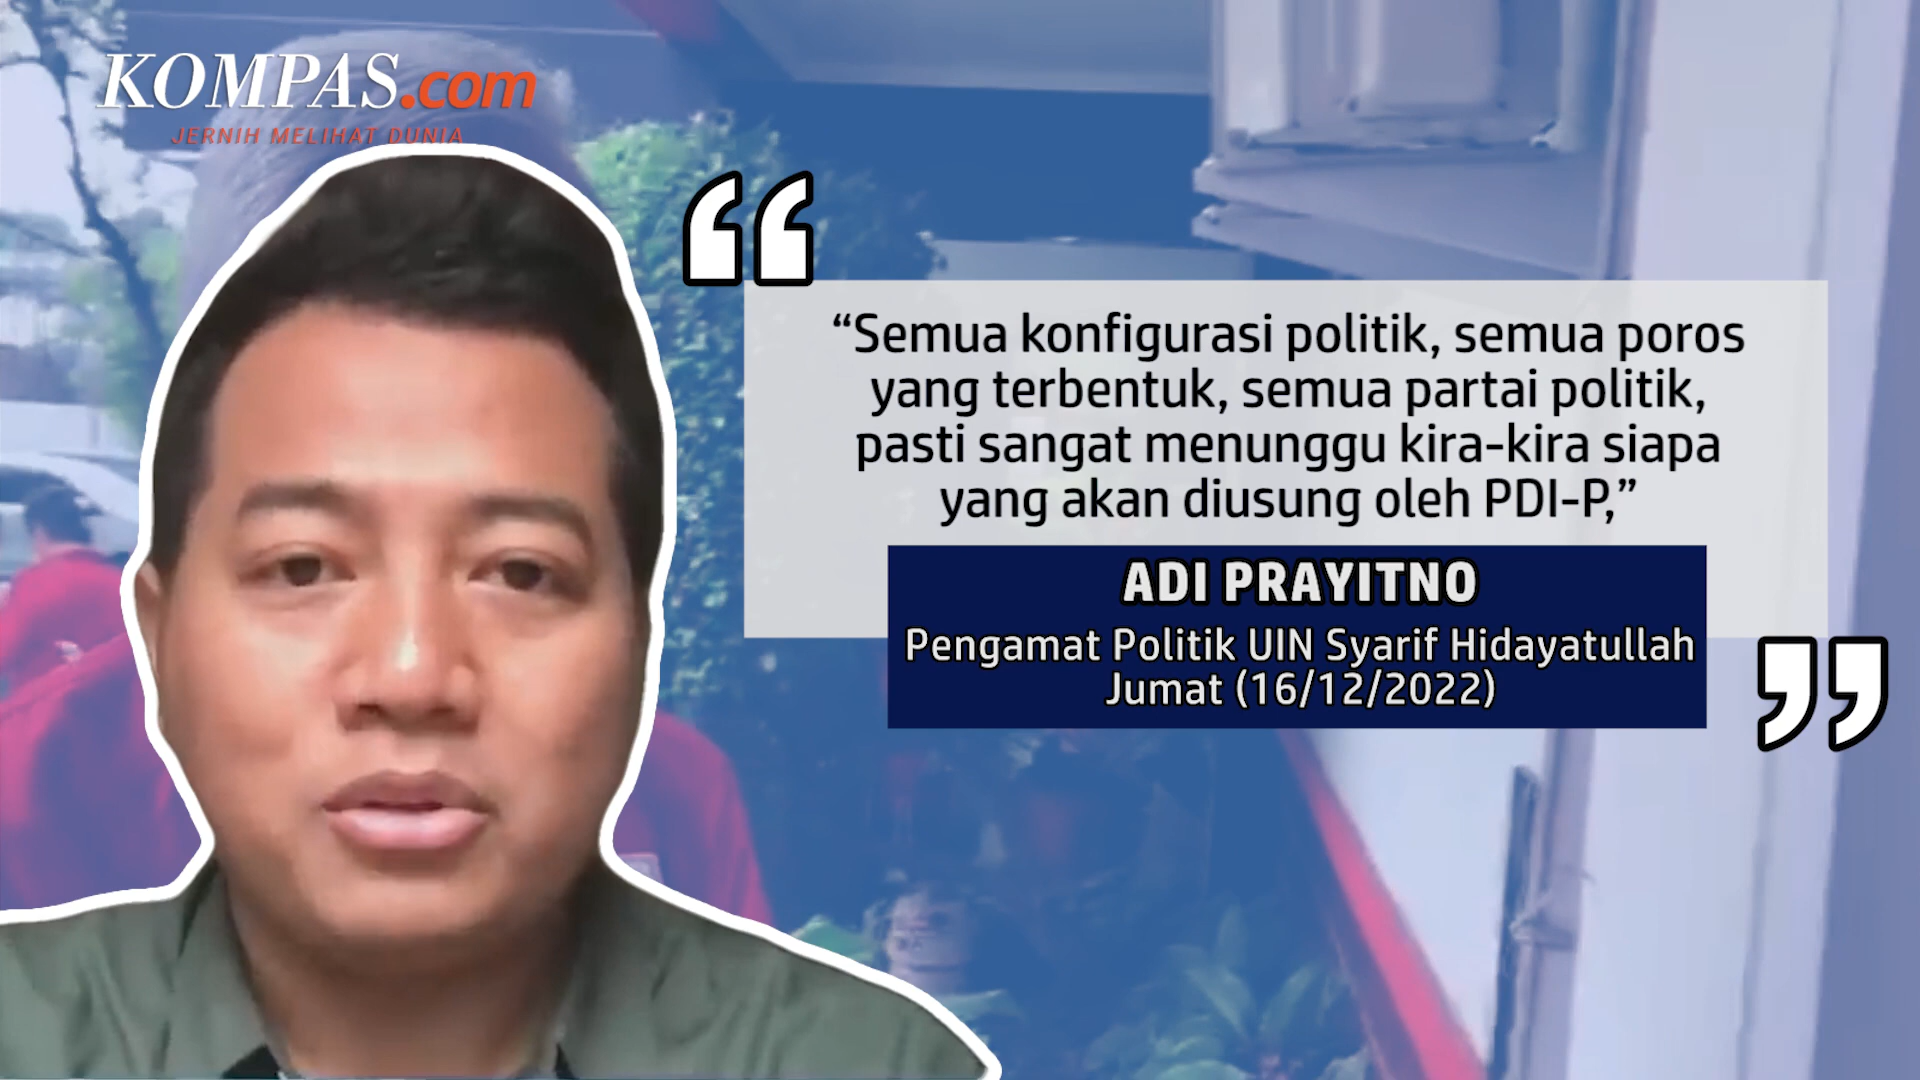 KOMPAS.com
JERNIH MELIHAT DUNIA
“Semua konfigurasi politik, semua poros
yang terbentuk, semua partai politik,
pasti sangat menunggu kira-kira siapa
yang akan diusung oleh PDI-P,”
ADI PRAYITNO
Pengamat Politik UIN Syarif Hidayatullah
Jumat (16/12/2022)